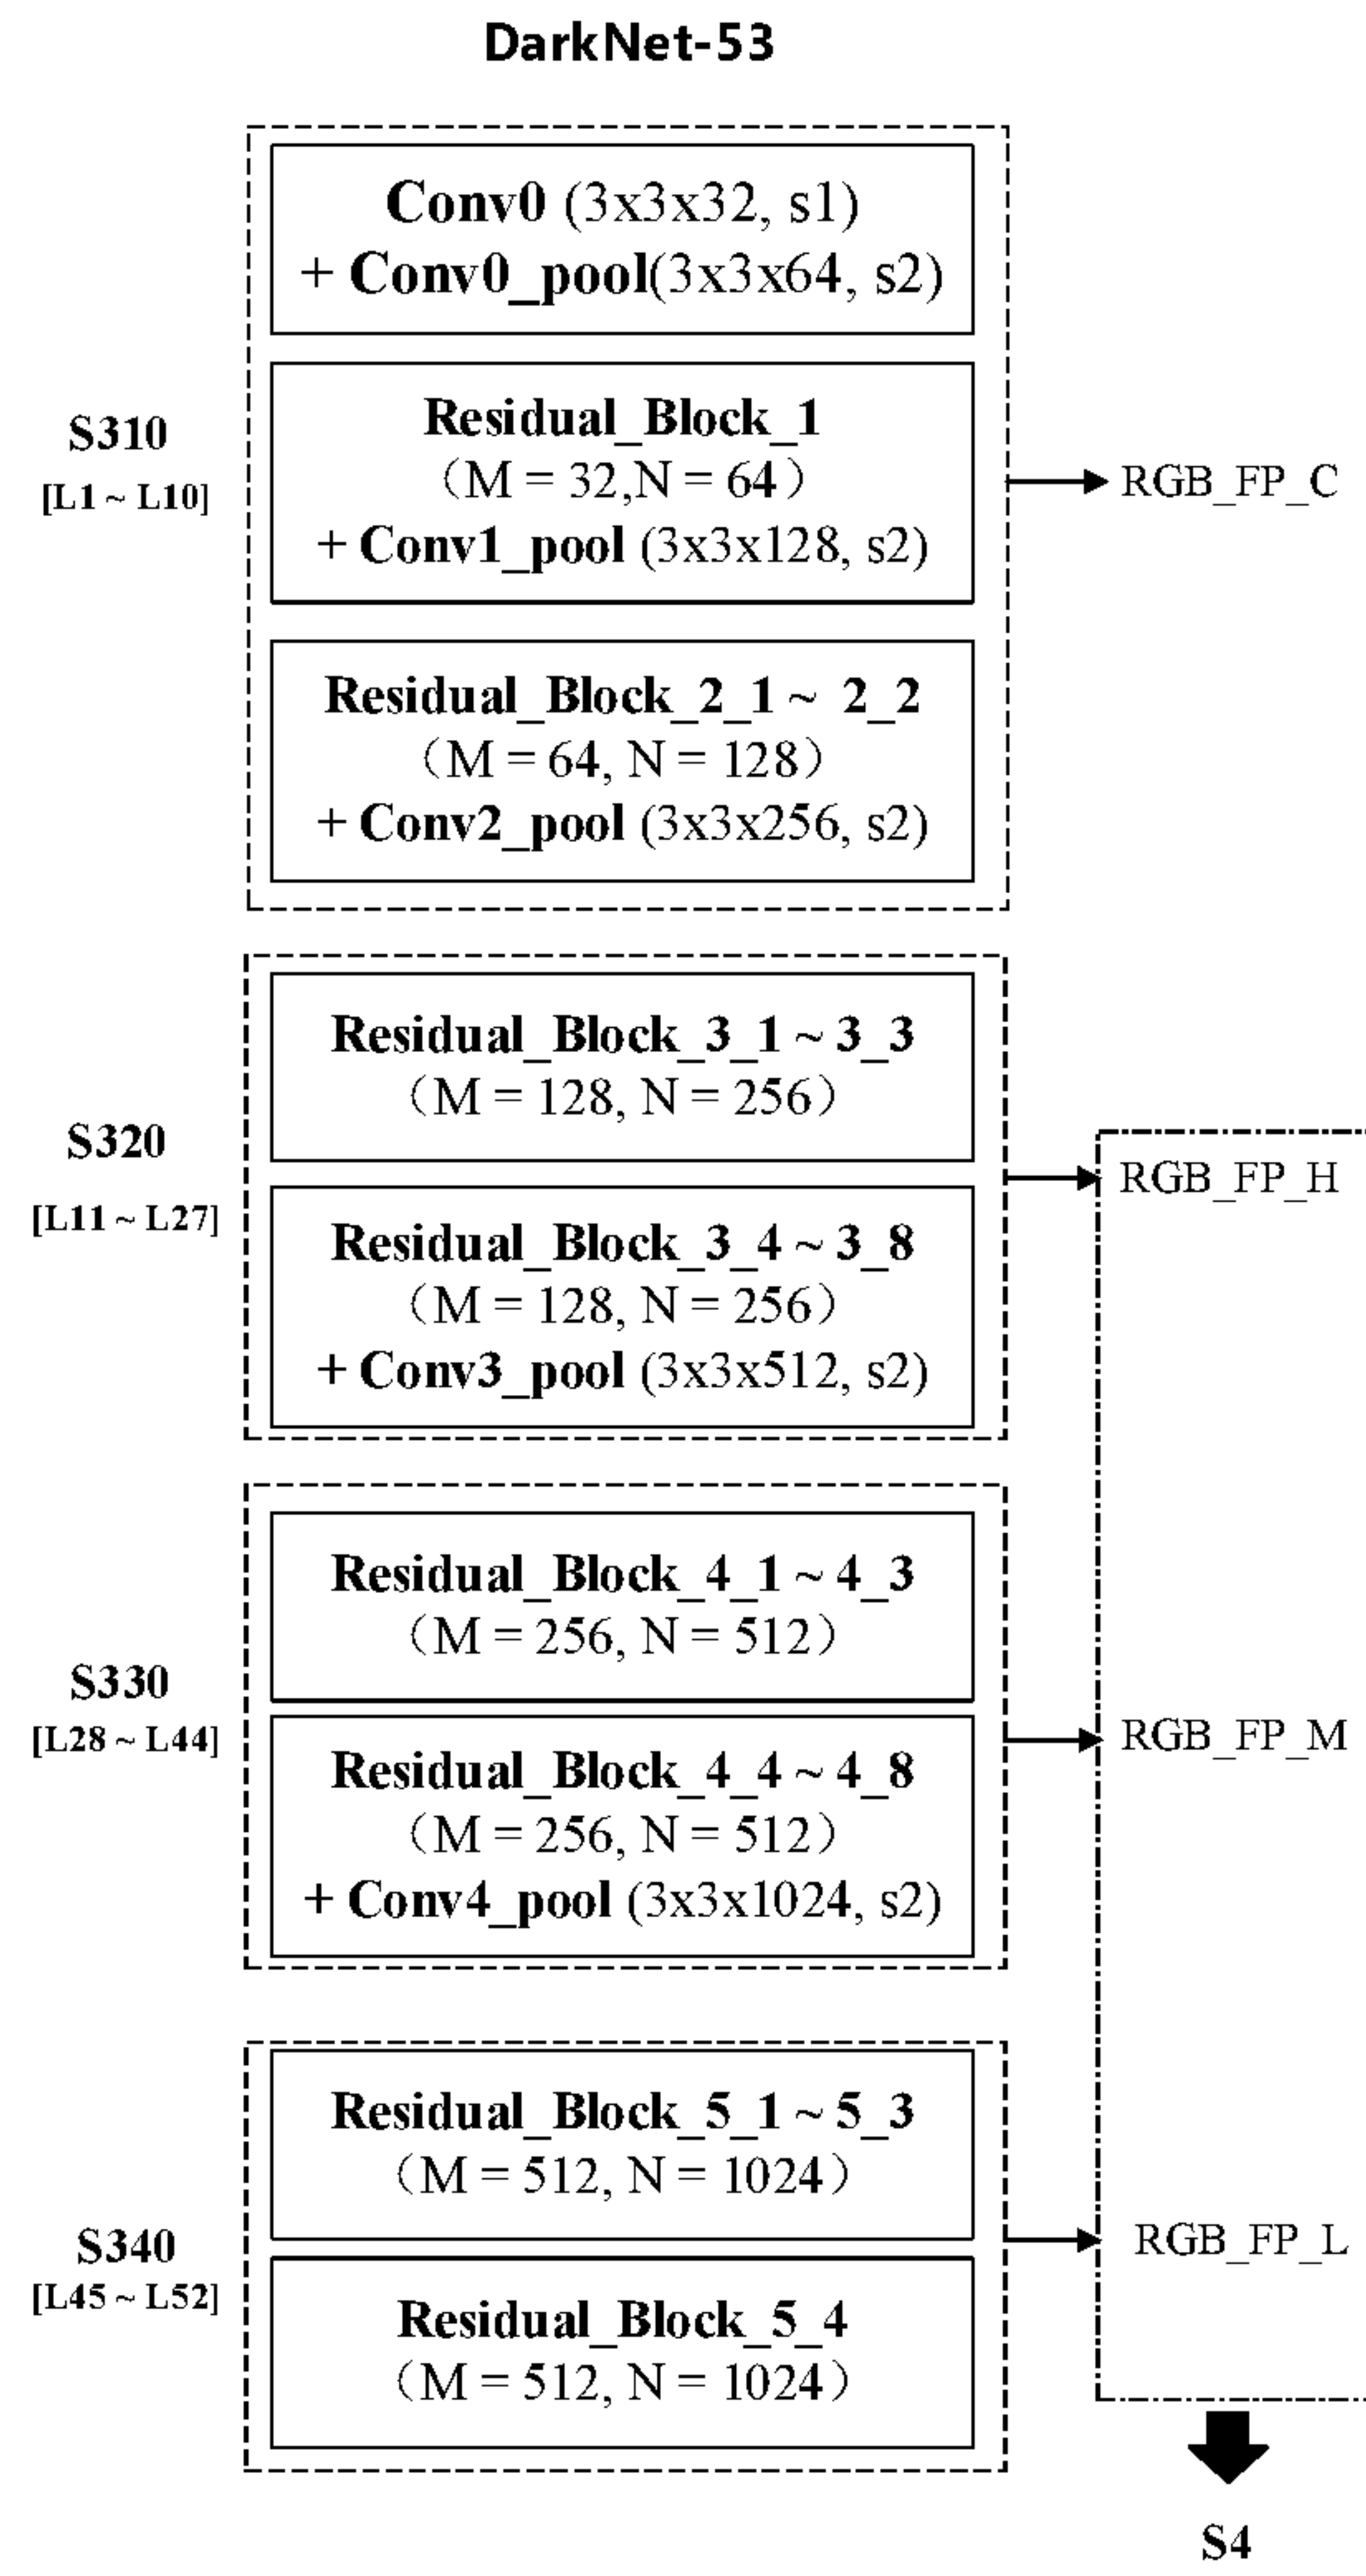 DarkNet-53
Conv0 (3x3x32, s1)
+ Conv0_pool(3x3x64, s2)
S310
[L1 ~ L10]
Residual_Block_1
（M = 32,N = 64）
+ Conv1_pool (3x3x128, s2)
RGB_FP_C
Residual_Block_2_1 ~ 2_2
（M = 64, N = 128）
+ Conv2_pool (3x3x256, s2)
S320
[L11 ~ L27]
Residual_Block_3_1 ~ 3_3
（M = 128, N = 256）
RGB_FP_H
Residual_Block_3_4 ~ 3_8
（M = 128, N = 256）
+ Conv3_pool (3x3x512, s2)
S330
[L28 ~ L44]
Residual_Block_4_1 ~ 4_3
（M = 256, N = 512）
RGB_FP_M
Residual_Block_4_4 ~ 4_8
（M = 256, N = 512）
+ Conv4_pool (3x3x1024, s2)
S340
[L45 ~ L52]
Residual_Block_5_1 ~ 5_3
（M = 512, N = 1024）
RGB_FP_L
Residual_Block_5_4
（M = 512, N = 1024）
S4